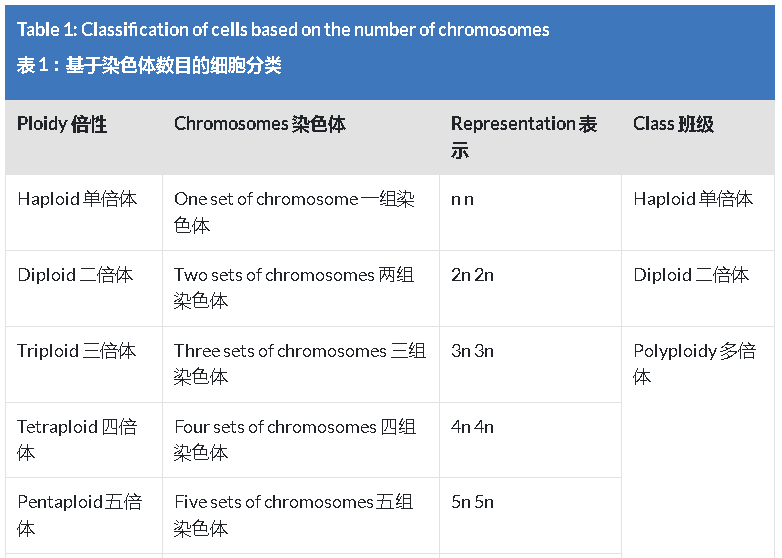 Table 1: Classification of cells based on the number of chromosomes
表 1：基于染色体数目的细胞分类
Ploidy 倍性
Chromosomes 染色体
Representation 表
示
Class 班级
Haploid 单倍体
One set of chromosome 一组染
色体
n n
Haploid 单倍体
Diploid 二倍体
Two sets of chromosomes 两组
染色体
2n 2n
Diploid 二倍体
Triploid 三倍体
Three sets of chromosomes 三组
染色体
3n 3n
Polyploidy 多倍
体
Tetraploid 四倍
体
Four sets of chromosomes 四组
染色体
4n 4n
Pentaploid 五倍
体
Five sets of chromosomes 五组
染色体
5n 5n